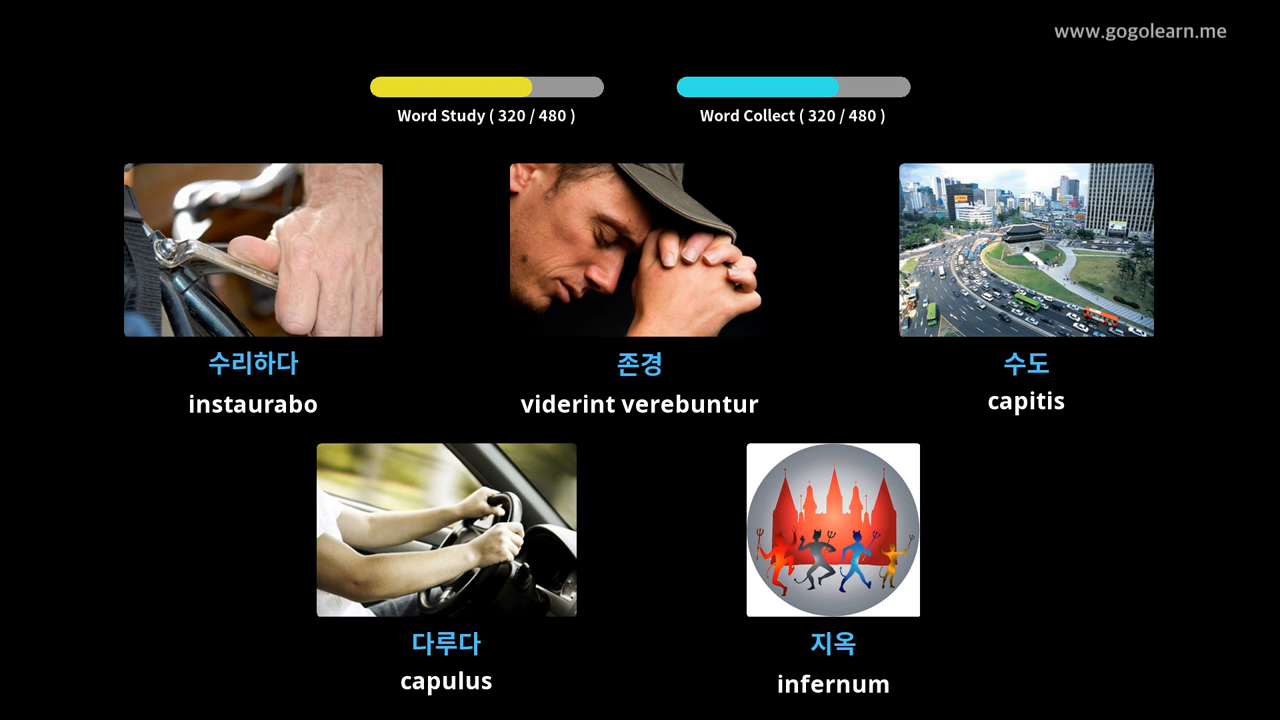 www.gogolearn.me
Word Study ( 320 / 480 )
Word Collect ( 320 / 480 )
수리하다
instaurabo
존경
viderint verebuntur
수도
capitis
다루다
capulus
지옥
infernum